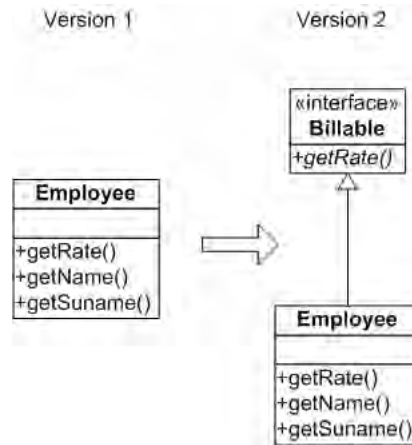 Version 1
Version 2
«interface»
Billable
+getRate()
Employee
+getRate()
+getName()
+getSuname()
Employee
+getRate()
+getName()
+getSuname()